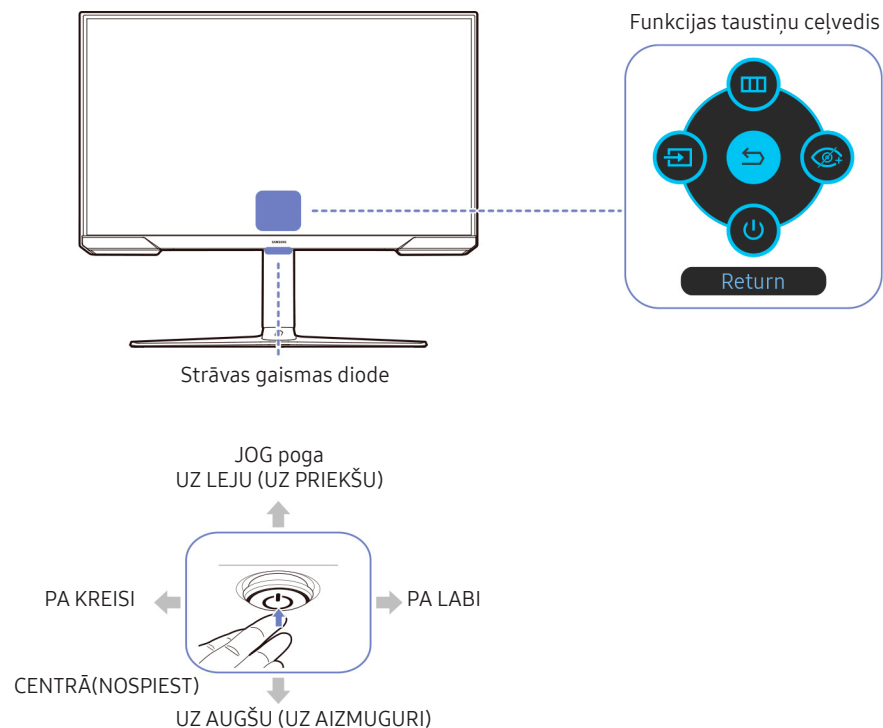 Funkcijas taustiņu ceļvedis
SAMSUNG
Return
Strāvas gaismas diode
JOG poga
UZ LEJU (UZ PRIEKŠU)
PA KREISI
PA LABI
CENTRĀ(NOSPIEST)
UZ AUGŠU (UZ AIZMUGURI)